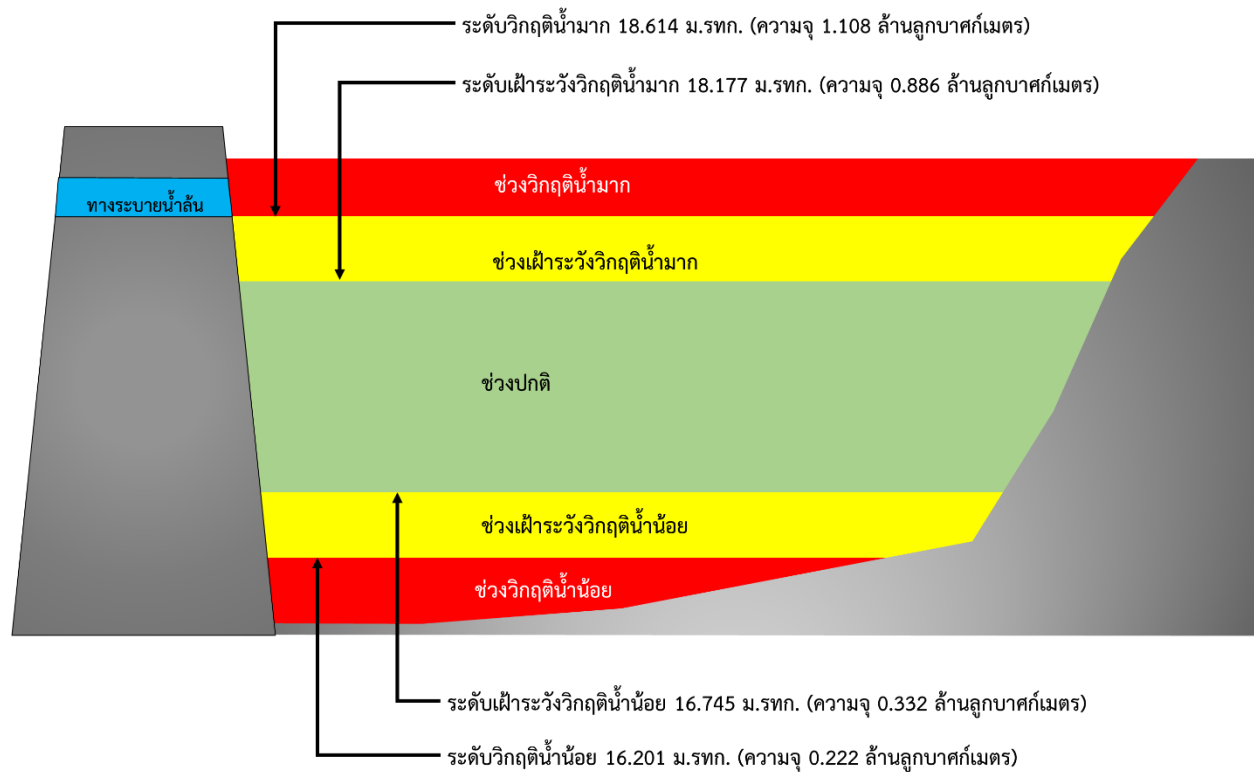 ระดับวิกฤติน้ำมาก 18.614 ม.รทก. (ความจุ 1.108 ล้านลูกบาศก์เมตร)
ระดับเฝ้าระวังวิกฤติน้ำมาก 18.177 ม.รทก. (ความจุ 0.886 ล้านลูกบาศก์เมตร)
ช่วงวิกฤติน้ำมาก
ทางระบายน้ำล้น
ช่วงเฝ้าระวังวิกฤติน้ำมาก
ช่วงปกติ
ช่วงเฝ้าระวังวิกฤติน้ำน้อย
ช่วงวิกฤติน้ำน้อย
ระดับเฝ้าระวังวิกฤติน้ำน้อย 16.745 ม.รทก. (ความจุ 0.332 ล้านลูกบาศก์เมตร)
ระดับวิกฤติน้ำน้อย 16.201 ม.รทก. (ความจุ 0.222 ล้านลูกบาศก์เมตร)